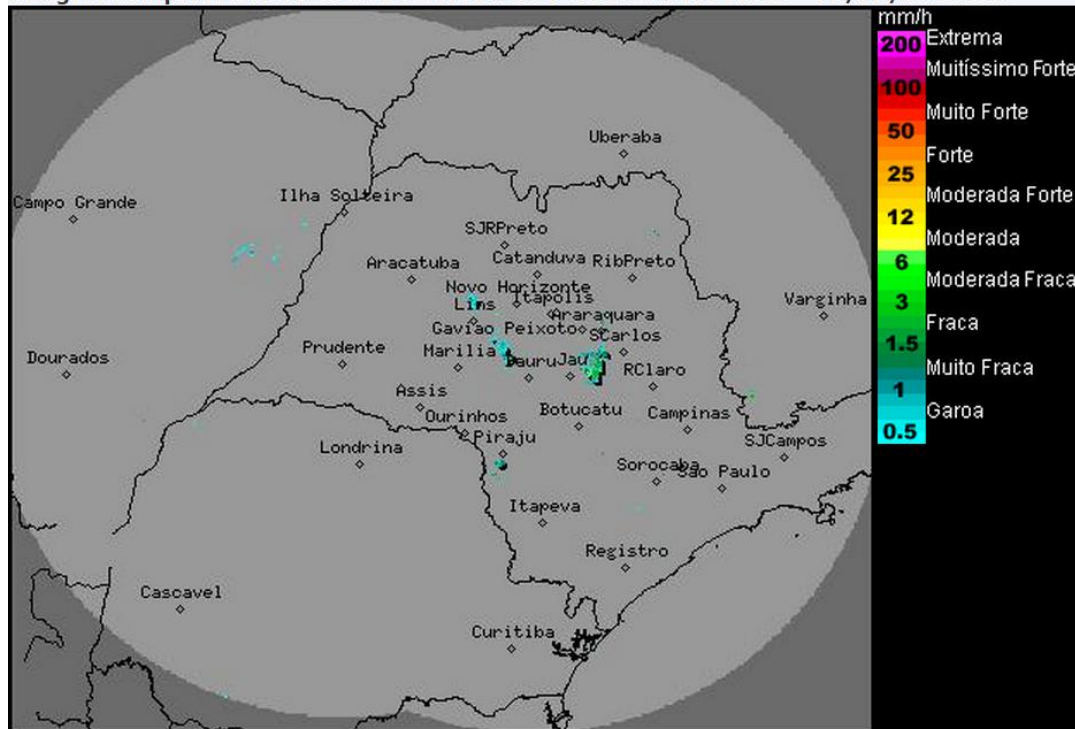 mm/h
200 Extrema
Muitíssimo Forte
100
Muito Forte
50
Forte
25
Moderada Forte
12
Moderada
6
Moderada Fraca
3
Fraca
1.5
Muito Fraca
1
Garoa
0.5
Uberaba
Campo Grande
Ilha Solteira
SJRPreto
Aracatuba
Catanduva
RibPreto
Novo Horizonte
Lins
Itapolis
Varginha
Araraquara
Gaviao Peixoto
SCarlos
Dourados
Prudente
Marilia
Bauru
Jau
RClaro
Assis
Ourinhos
Botucatu
Campinas
Piraju
Londrina
SJCampos
Sorocaba
Sao Paulo
Itapeva
Registro
Cascavel
Curitiba